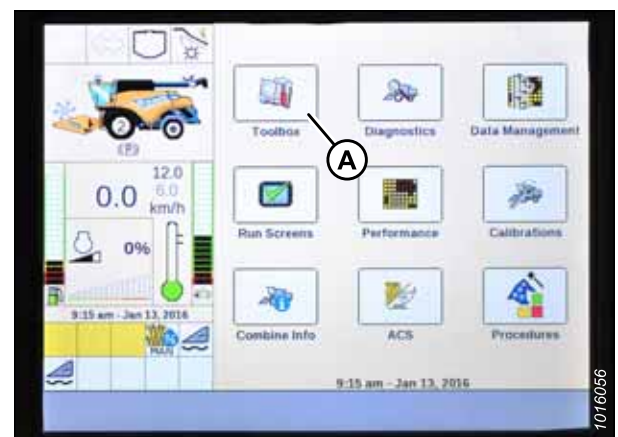 Toolbox
Diagnostics
Data Management
A
12.0
6.0
0.0
km/h
Run Screens
Performance
Calibrations
0%
9:15 am - Jan 13, 2016
MAN
Combine Info
ACS
Procedures
9:15 am - Jan 13, 2016
1016056